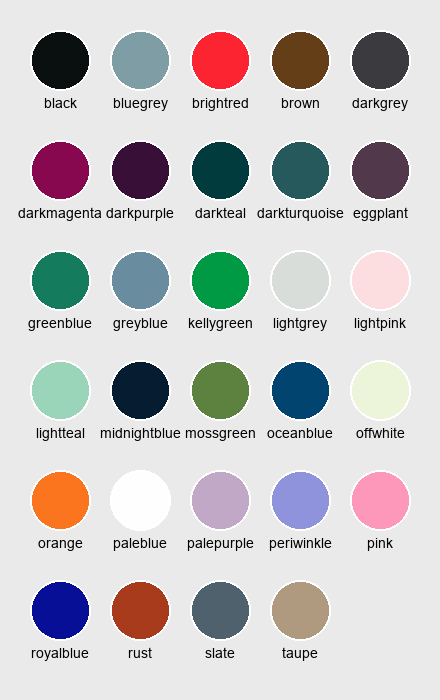 black bluegrey brightred brown darkgrey
darkmagenta darkpurple darkteal darkturquoise eggplant
greenblue greyblue kellygreen lightgrey lightpink
lightteal midnightblue mossgreen oceanblue offwhite
orange paleblue palepurple periwinkle pink
royalblue rust slate taupe